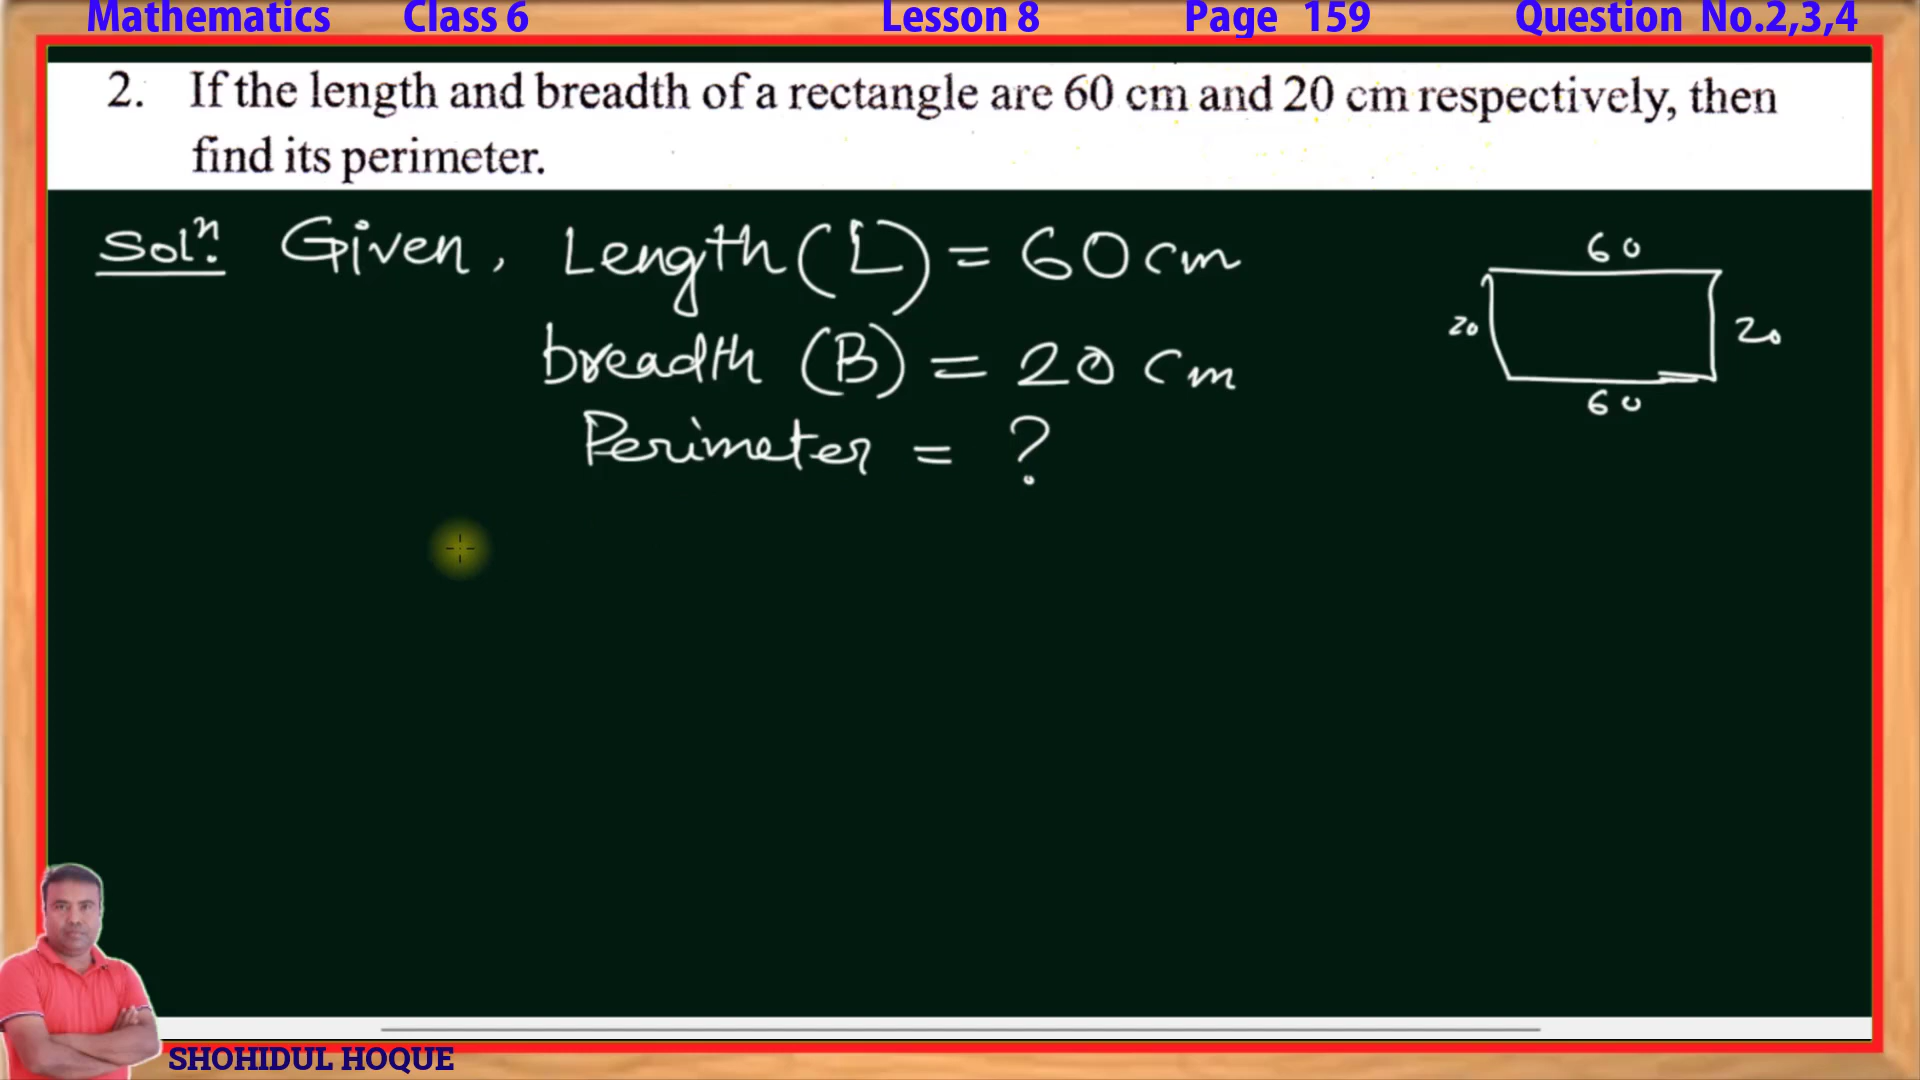 Mathematics Class 6 Lesson 8 Page 159 Question No.2,3,4
2. If the length and breadth of a rectangle are 60 cm and 20 cm respectively, then
find its perimeter.
Solⁿ: Given, Length (L) = 60 cm
breadth (B) = 20 cm
Perimeter = ?
60
20
20
60
SHOHIDUL HOQUE